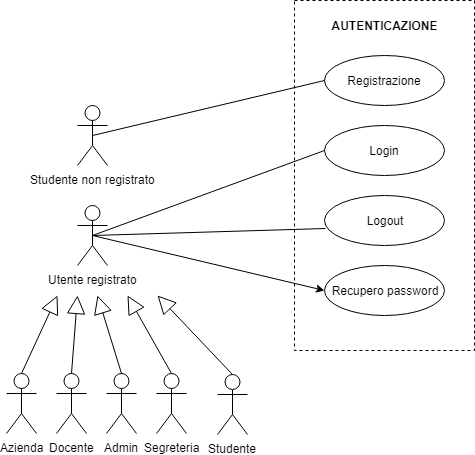 AUTENTICAZIONE
Registrazione
Studente non registrato
Login
Logout
Utente registrato
Recupero password
Azienda Docente Admin Segreteria Studente